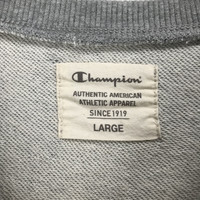 Champion
AUTHENTIC AMERICAN
ATHLETIC APPAREL
SINCE 1919
LARGE